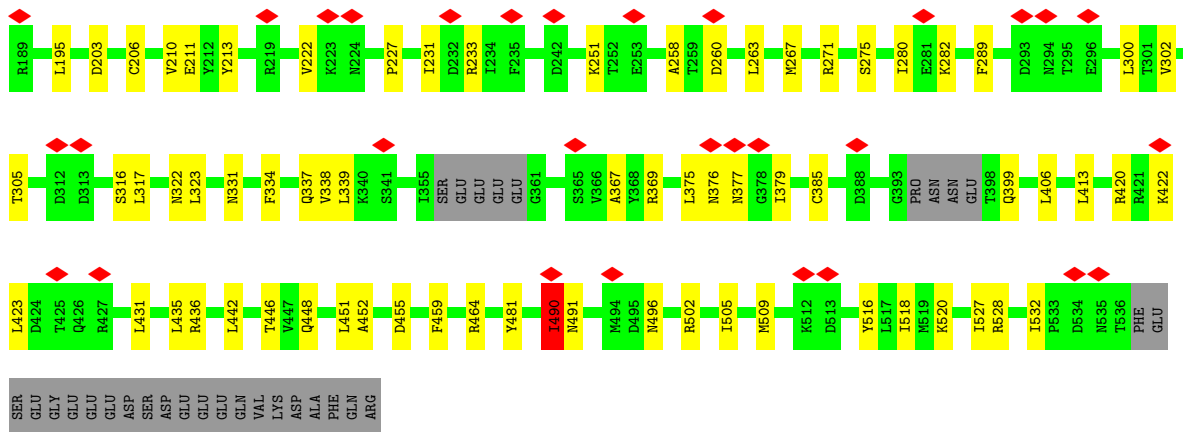 R189 L195 D203 C206 V210 E211 Y212 Y213 R219 V222 K223 N224 P227 I231 D232 R233 I234 F235 D242 K251 T252 E253 A258 T259 D260 L263 M267 R271 S275 I280 E281 K282 F289 D293 N294 T295 E296 L300 T301 V302
T305 D312 D313 S316 L317 N322 L323 N331 F334 Q337 V338 L339 K340 S341 I355 SER GLU GLU GLU GLU G361 S365 V366 A367 Y368 R369 L375 N376 N377 G378 I379 C385 D388 G393 PRO ASN ASN GLU T398 Q399 L406 L413 R420 R421 K422
L423 D424 T425 Q426 R427 L431 L435 R436 L442 T446 V447 Q448 L451 A452 D455 F459 R464 Y481 I490 N491 M494 D495 N496 R502 I505 M509 K512 D513 Y516 L517 I518 M519 K520 I527 R528 I532 P533 D534 N535 T536 PHE GLU
SER GLU GLY GLU GLU GLU ASP SER ASP GLU GLU GLU GLN VAL LYS ASP ALA PHE GLN ARG